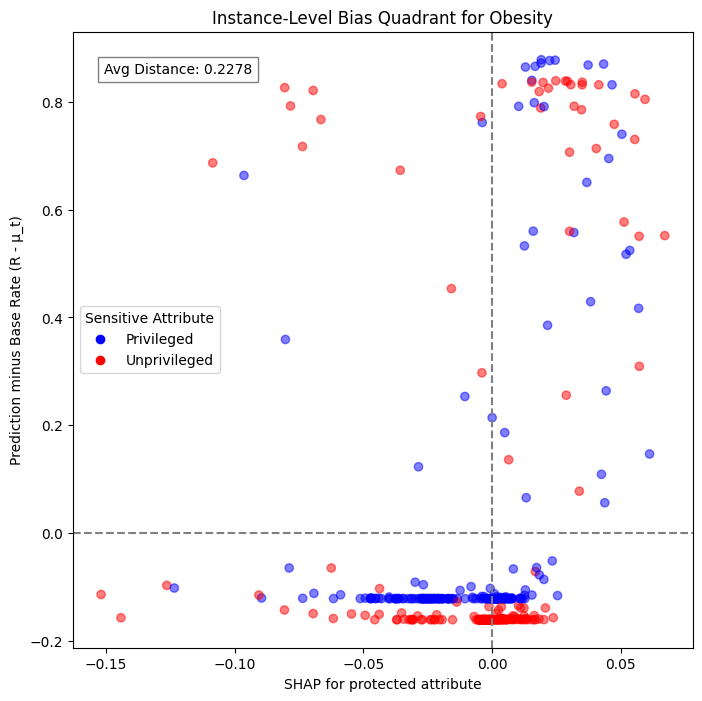 Instance-Level Bias Quadrant for Obesity
Avg Distance: 0.2278
Prediction minus Base Rate (R - μ_t)
0.8
0.6
0.4
0.2
0.0
−0.2
Sensitive Attribute
Privileged
Unprivileged
−0.15
−0.10
−0.05
0.00
0.05
SHAP for protected attribute